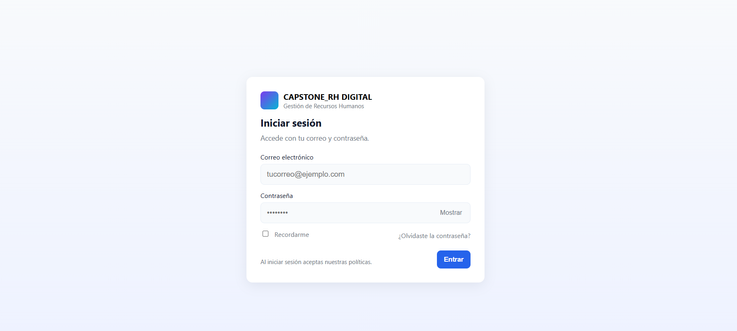 CAPSTONE_RH DIGITAL
Gestión de Recursos Humanos
Iniciar sesión
Accede con tu correo y contraseña.
Correo electrónico
tucorreo@ejemplo.com
Contraseña
•••••••• Mostrar
Recordarme ¿Olvidaste la contraseña?
Al iniciar sesión aceptas nuestras políticas. Entrar